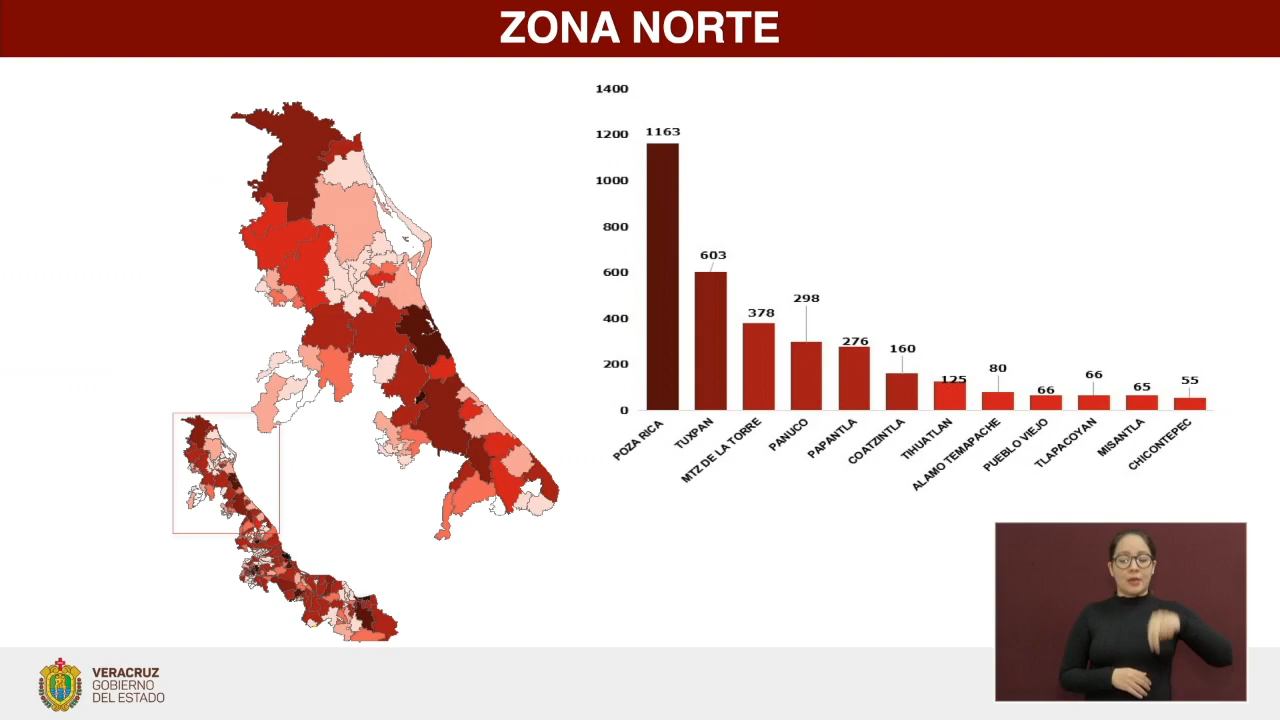 ZONA NORTE
1400
1200
1000
800
600
400
200
0
1163
603
378
298
276
160
125
80
66
66
65
55
POZA RICA
TUXPAN
MTZ DE LA TORRE
PANUCO
PAPANTLA
COATZINTLA
TIHUATLAN
ALAMO TEMAPACHE
PUEBLO VIEJO
TLAPACOYAN
MISANTLA
CHICONTEPEC
VERACRUZ
GOBIERNO
DEL ESTADO